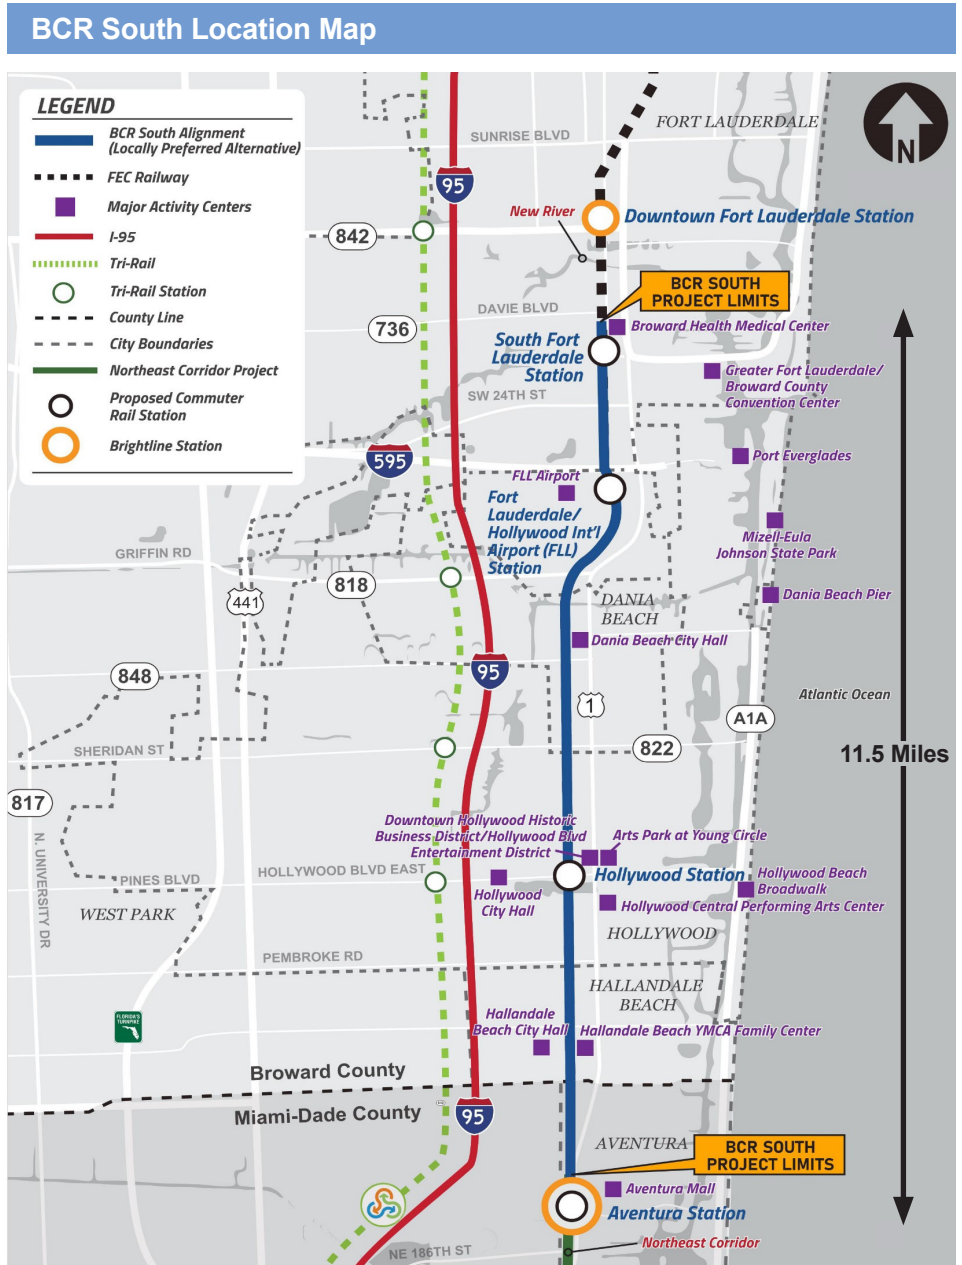 BCR South Location Map
LEGEND
BCR South Alignment
(Locally Preferred Alternative)
FEC Railway
Major Activity Centers
I-95
Tri-Rail
Tri-Rail Station
County Line
City Boundaries
Northeast Corridor Project
Proposed Commuter
Rail Station
Brightline Station
FORT LAUDERDALE
N
SUNRISE BLVD
95
New River
Downtown Fort Lauderdale Station
842
BCR SOUTH
PROJECT LIMITS
DAVIE BLVD
736
Broward Health Medical Center
South Fort
Lauderdale
Station
Greater Fort Lauderdale/
Broward County
Convention Center
SW 24TH ST
595
Port Everglades
FLL Airport
Fort
Lauderdale/
Hollywood Int'l
Airport (FLL)
Station
Mizell-Eula
Johnson State Park
GRIFFIN RD
818
441
DANIA
BEACH
Dania Beach Pier
Dania Beach City Hall
95
848
1
Atlantic Ocean
A1A
SHERIDAN ST
822
11.5 Miles
817
N. UNIVERSITY DR
Downtown Hollywood Historic
Business District/Hollywood Blvd
Entertainment District
Arts Park at Young Circle
HOLLYWOOD BLVD EAST
PINES BLVD
Hollywood Station
Hollywood Beach
Broadwalk
Hollywood
City Hall
Hollywood Central Performing Arts Center
WEST PARK
HOLLYWOOD
PEMBROKE RD
HALLANDALE
BEACH
FLORIDA'S
TURNPIKE
Hallandale
Beach City Hall
Hallandale Beach YMCA Family Center
Broward County
Miami-Dade County
95
AVENTURA
BCR SOUTH
PROJECT LIMITS
Aventura Mall
Aventura Station
Northeast Corridor
NE 186TH ST